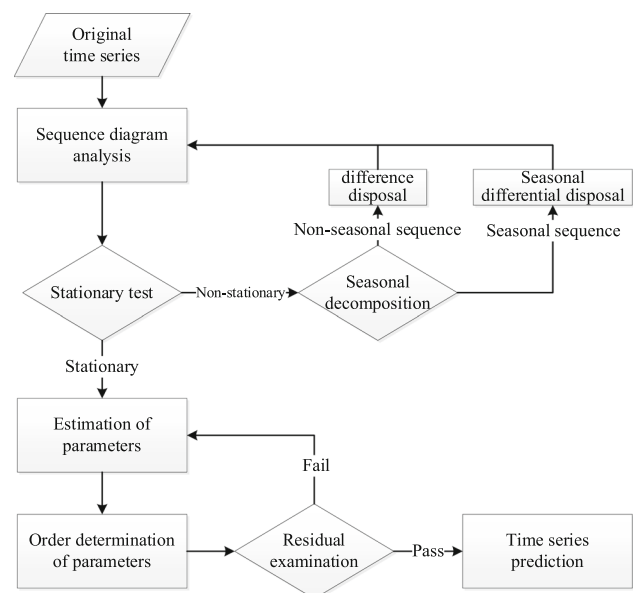 Original
time series
Sequence diagram
analysis
difference
disposal
Seasonal
differential disposal
Non-seasonal sequence
Seasonal sequence
Stationary test
Non-stationary
Seasonal
decomposition
Stationary
Estimation of
parameters
Fail
Order determination
of parameters
Residual
examination
Pass
Time series
prediction